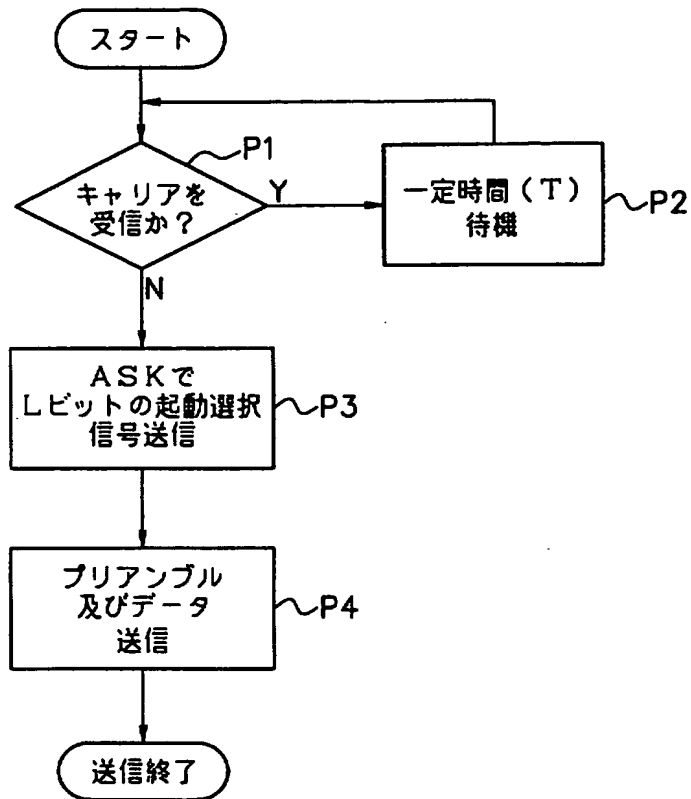 スタート
P1
キャリアを
受信か？
Y
一定時間（T）
待機
P2
N
ASKで
Lビットの起動選択
信号送信
P3
プリアンブル
及びデータ
送信
P4
送信終了